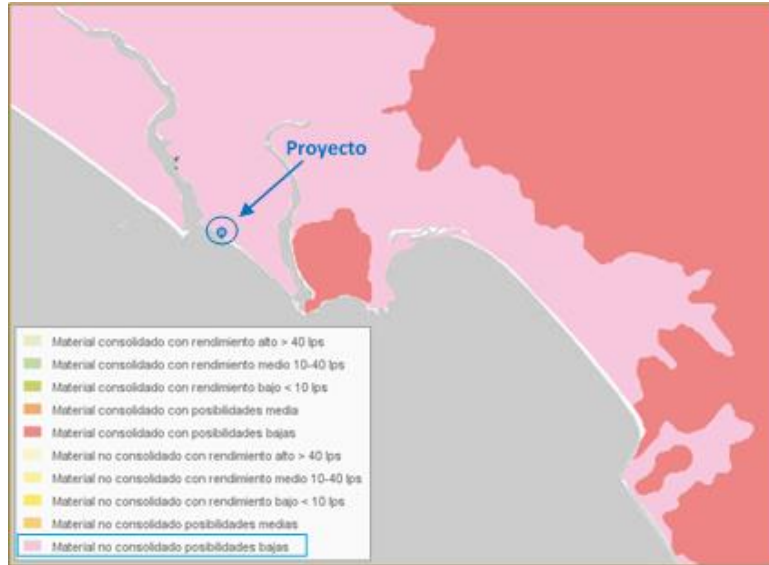 Proyecto
Material consolidado con rendimiento alto > 40 lps
Material consolidado con rendimiento medio 10-40 lps
Material consolidado con rendimiento bajo < 10 lps
Material consolidado con posibilidades media
Material consolidado con posibilidades bajas
Material no consolidado con rendimiento alto > 40 lps
Material no consolidado con rendimiento medio 10-40 lps
Material no consolidado con rendimiento bajo < 10 lps
Material no consolidado posibilidades medias
Material no consolidado posibilidades bajas